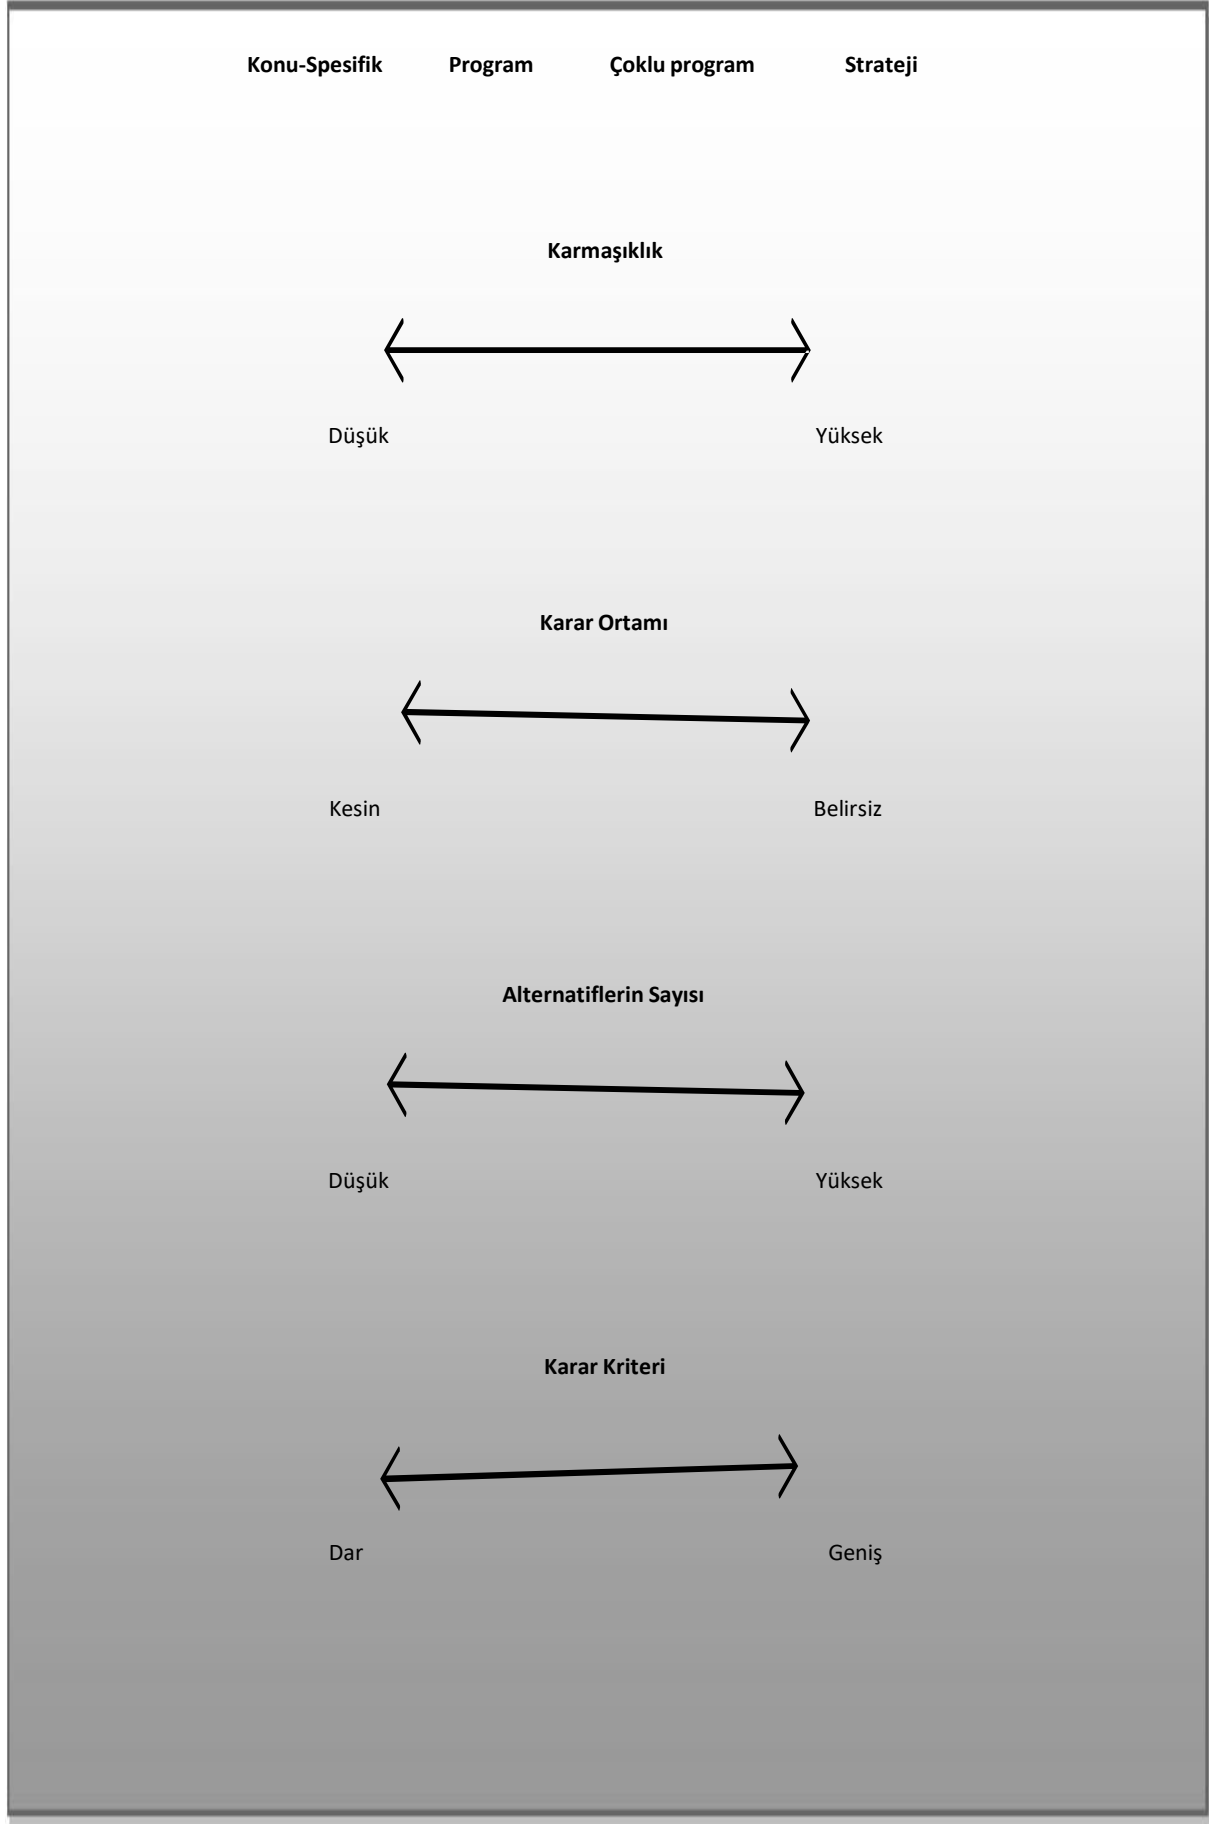 Konu-Spesifik Program Çoklu program Strateji
Karmaşıklık
Düşük Yüksek
Karar Ortamı
Kesin Belirsiz
Alternatiflerin Sayısı
Düşük Yüksek
Karar Kriteri
Dar Geniş